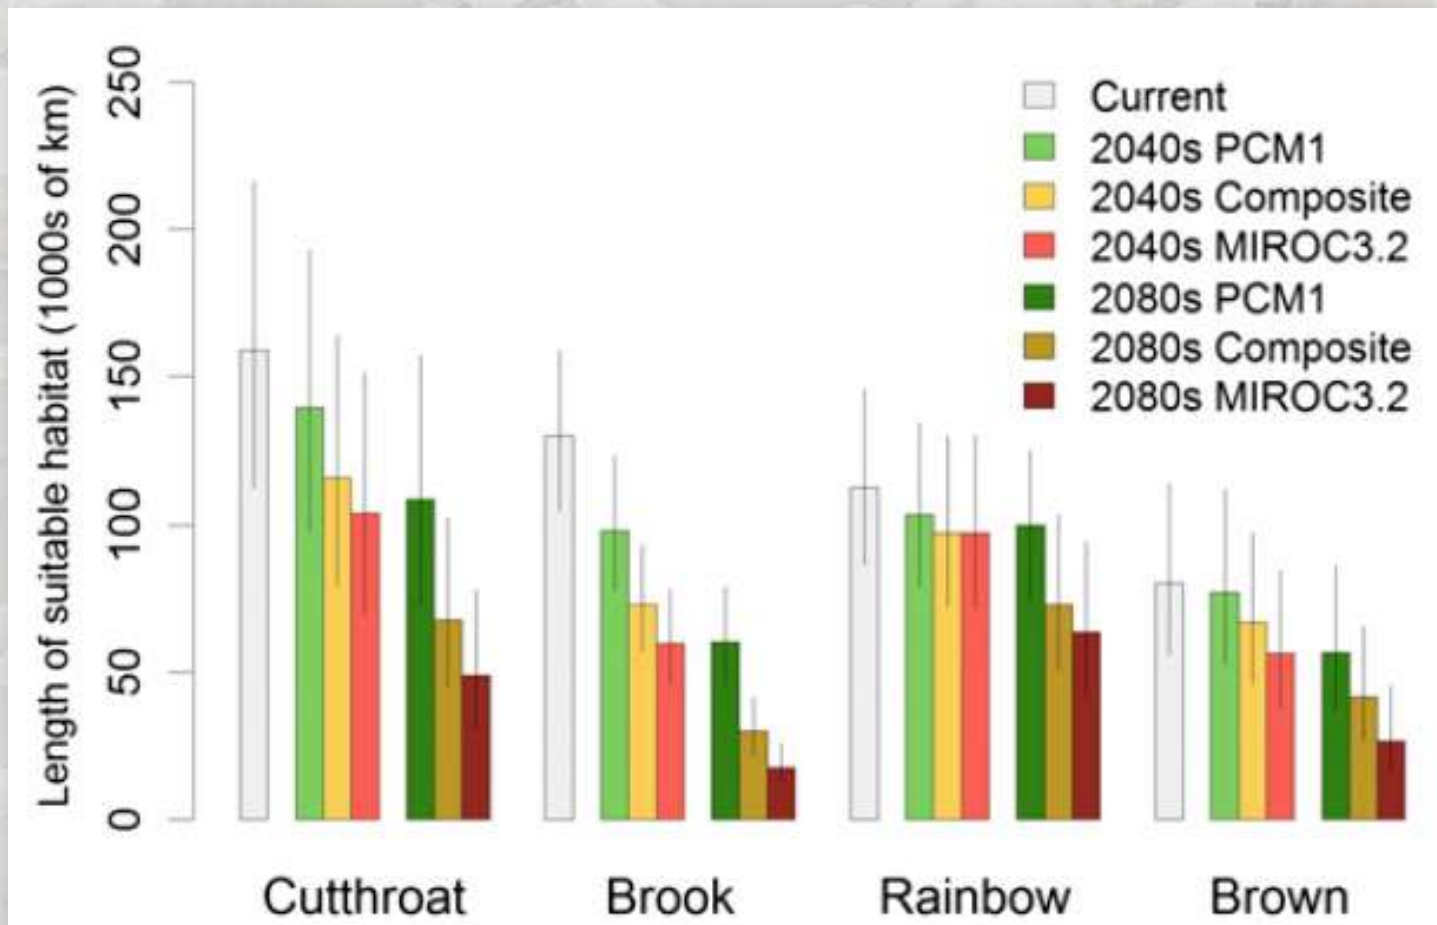 Length of suitable habitat (1000s of km)
250
200
150
100
50
0
Current
2040s PCM1
2040s Composite
2040s MIROC3.2
2080s PCM1
2080s Composite
2080s MIROC3.2
Cutthroat Brook Rainbow Brown